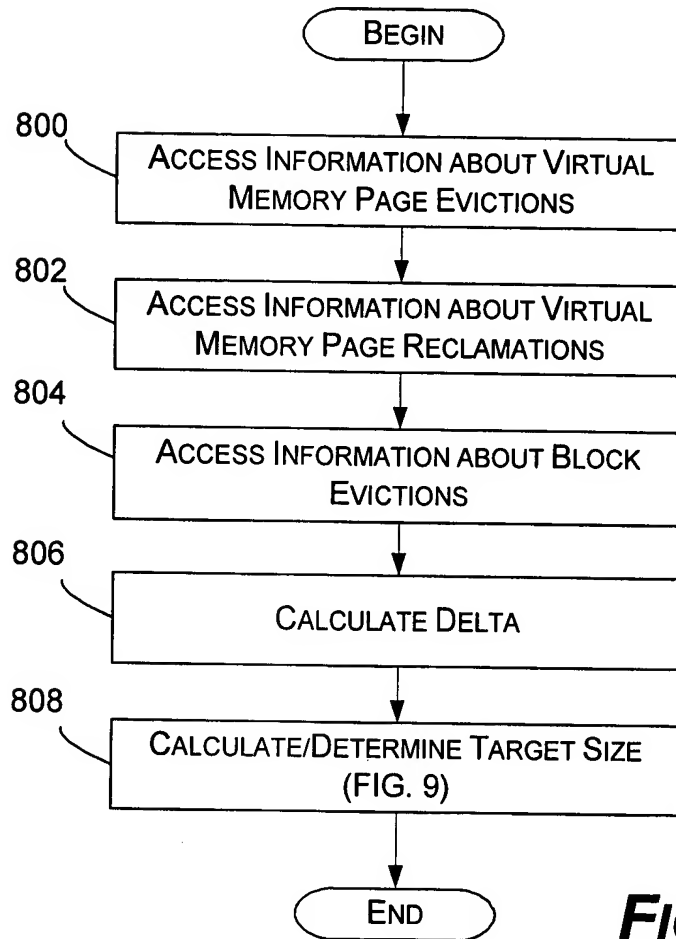 BEGIN
800
ACCESS INFORMATION ABOUT VIRTUAL
MEMORY PAGE EVICTIONS
802
ACCESS INFORMATION ABOUT VIRTUAL
MEMORY PAGE RECLAMATIONS
804
ACCESS INFORMATION ABOUT BLOCK
EVICTIONS
806
CALCULATE DELTA
808
CALCULATE/DETERMINE TARGET SIZE
(FIG. 9)
END